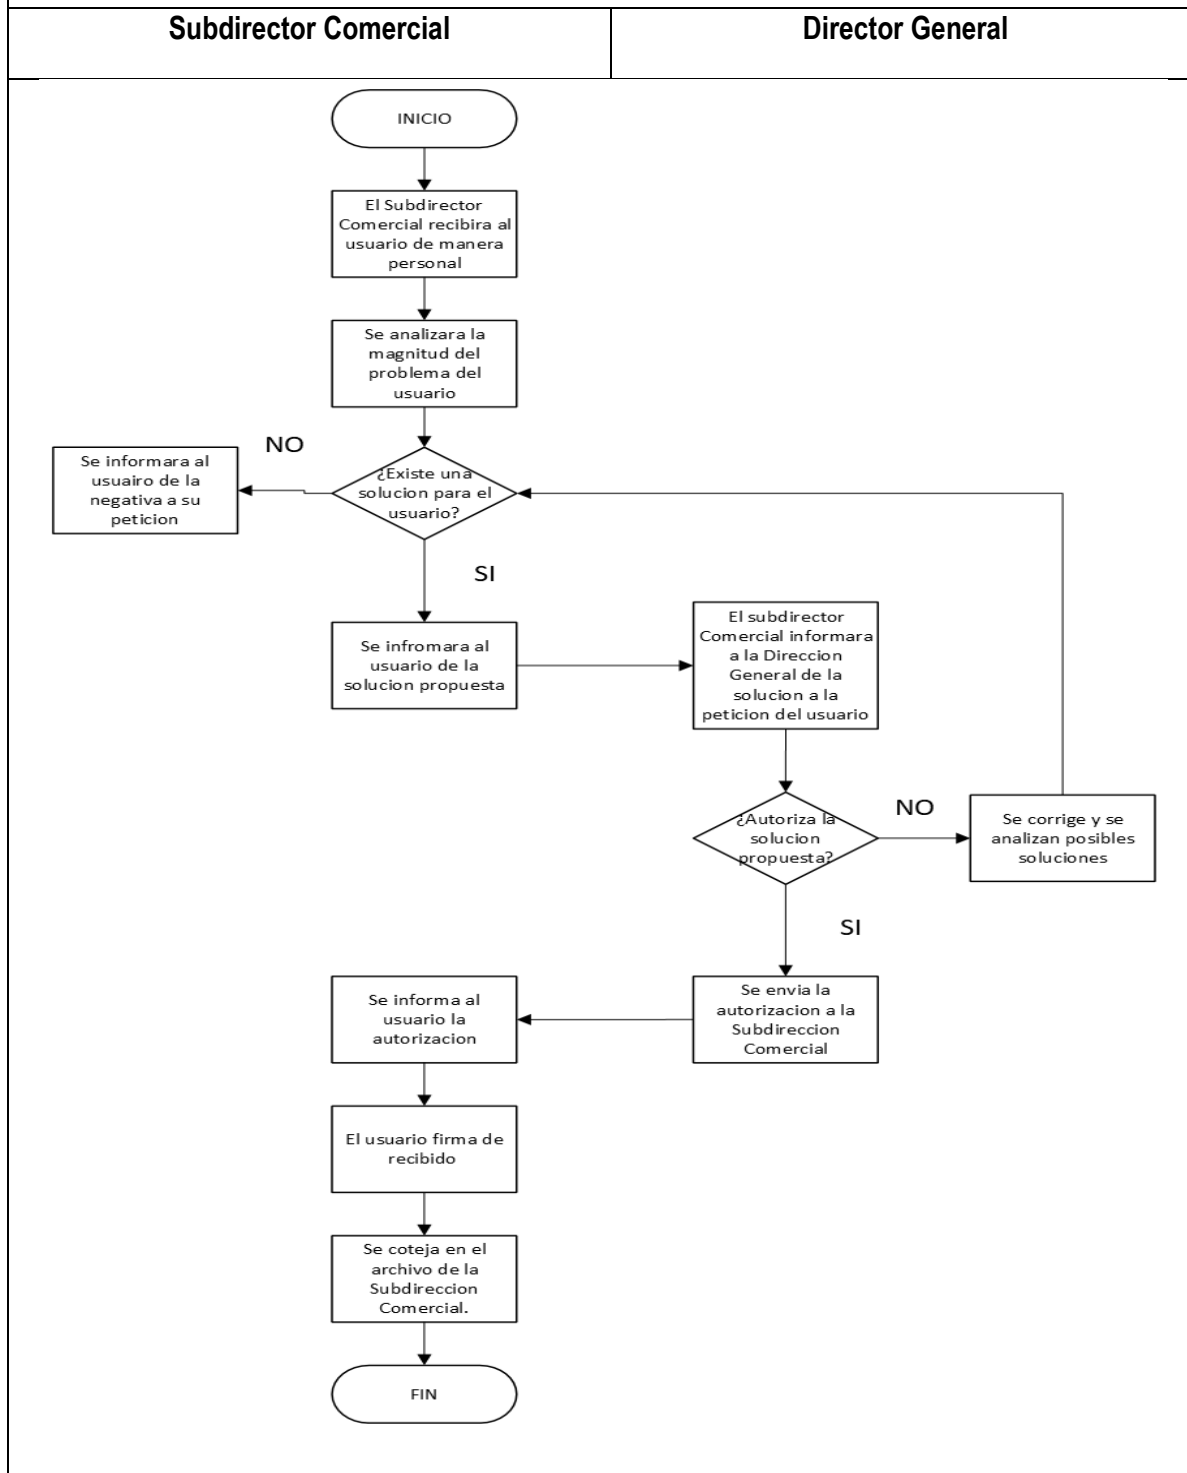 Subdirector Comercial
Director General
INICIO
El Subdirector
Comercial recibira al
usuario de manera
personal
Se analizara la
magnitud del
problema del
usuario
NO
Se informara al
usuairo de la
negativa a su
peticion
¿Existe una
solucion para el
usuario?
SI
Se infromara al
usuario de la
solucion propuesta
El subdirector
Comercial informara
a la Direccion
General de la
solucion a la
peticion del usuario
¿Autoriza la
solucion
propuesta?
NO
Se corrige y se
analizan posibles
soluciones
SI
Se envia la
autorizacion a la
Subdireccion
Comercial
Se informa al
usuario la
autorizacion
El usuario firma de
recibido
Se coteja en el
archivo de la
Subdireccion
Comercial.
FIN